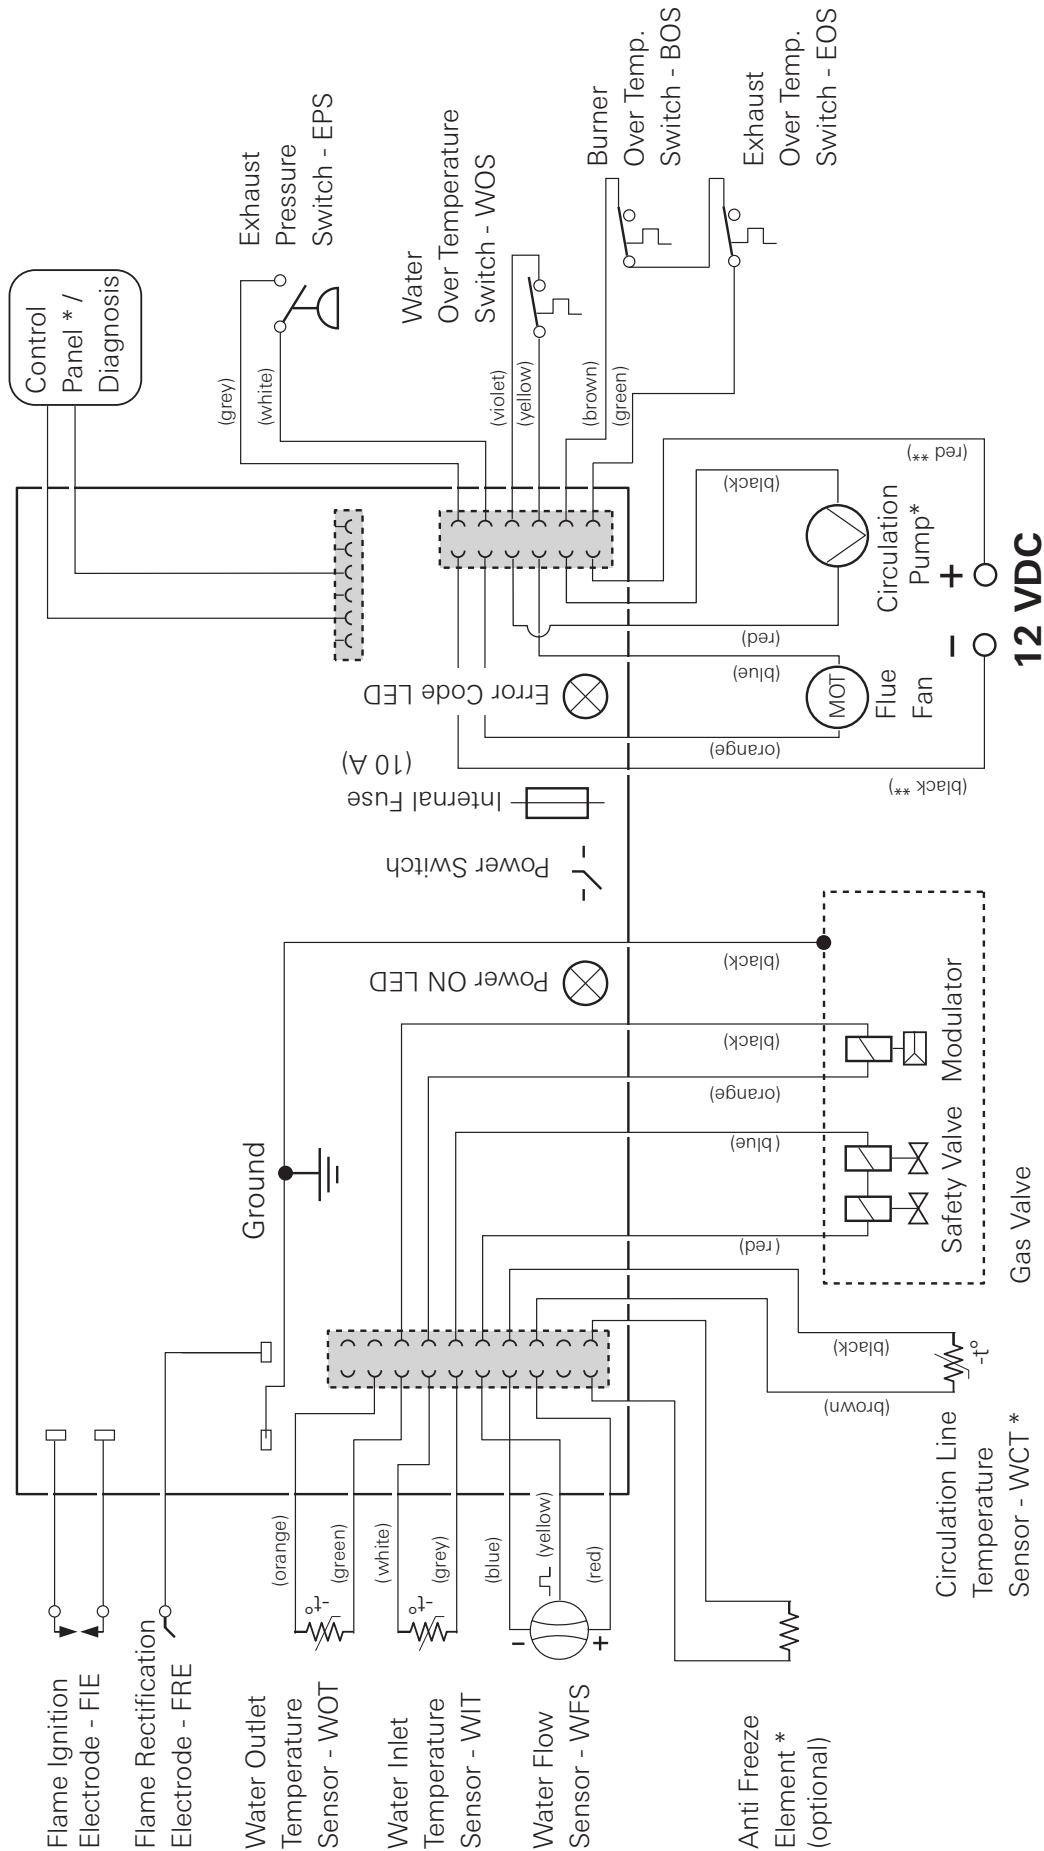 Flame Ignition
Electrode - FIE
Flame Rectification
Electrode - FRE
Water Outlet
Temperature
Sensor - WOT
Water Inlet
Temperature
Sensor - WIT
Water Flow
Sensor - WFS
Anti Freeze
Element *
(optional)
(orange)
(green)
(white)
(grey)
(blue)
(yellow)
(red)
-t°
-t°
-
+
Circulation Line
Temperature
Sensor - WCT *
(brown)
(black)
-t°
Ground
Gas Valve
Safety Valve
Modulator
(red)
(blue)
(orange)
(black)
(black)
Power ON LED
Power Switch
Internal Fuse
(10 A)
Error Code LED
(black **)
(orange)
(blue)
(red)
(black)
(red **)
MOT
Flue
Fan
Circulation
Pump*
-
+
12 VDC
Control
Panel * /
Diagnosis
(grey)
(white)
Exhaust
Pressure
Switch - EPS
(violet)
(yellow)
Water
Over Temperature
Switch - WOS
(brown)
(green)
Burner
Over Temp.
Switch - BOS
Exhaust
Over Temp.
Switch - EOS